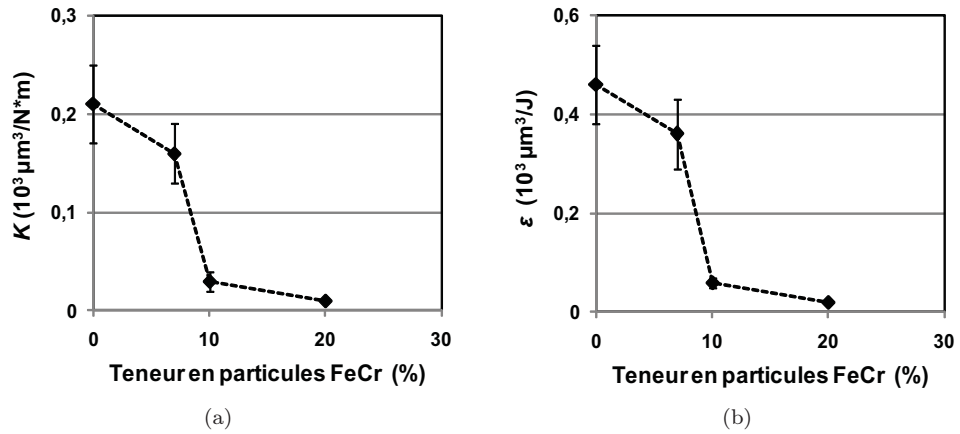 0,3
0,2
0,1
0
K (10³ µm³/N*m)
0 10 20 30
Teneur en particules FeCr (%)
(a)
0,6
0,4
0,2
0
ε (10³ µm³/J)
0 10 20 30
Teneur en particules FeCr (%)
(b)